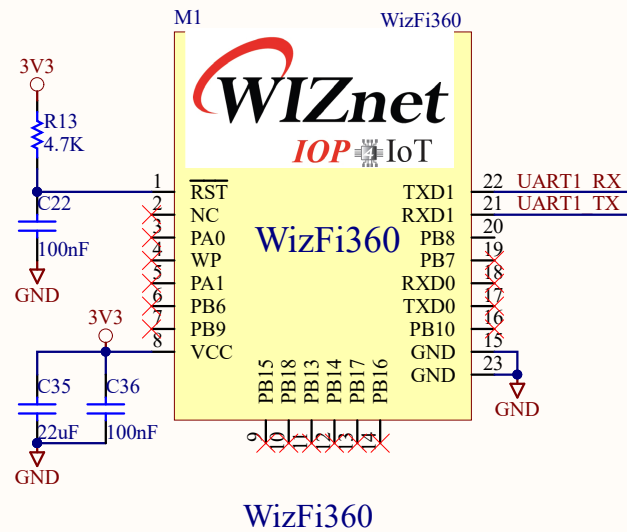 M1
WizFi360
3V3
R13
4.7K
C22
100nF
GND
WIZnet
IOP IoT
WizFi360
1 RST
2 NC
3 PA0
4 WP
5 PA1
6 PB6
7 PB9
8 VCC
TXD1 22 UART1_RX
RXD1 21 UART1_TX
PB8 20
PB7 19
RXD0 18
TXD0 17
PB10 16
GND 15
GND 23
GND
3V3
C35
22uF
C36
100nF
GND
PB15 9
PB18 10
PB13 11
PB14 12
PB17 13
PB16 14
WizFi360